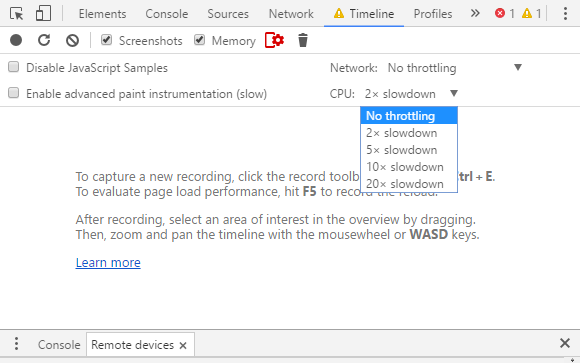 Elements Console Sources Network Timeline Profiles » 1 1
Screenshots Memory
Disable JavaScript Samples Network: No throttling
Enable advanced paint instrumentation (slow) CPU: 2× slowdown
No throttling
2× slowdown
5× slowdown
10× slowdown
20× slowdown
To capture a new recording, click the record toolb trl + E.
To evaluate page load performance, hit F5 to record the reload.
After recording, select an area of interest in the overview by dragging.
Then, zoom and pan the timeline with the mousewheel or WASD keys.
Learn more
Console Remote devices ×